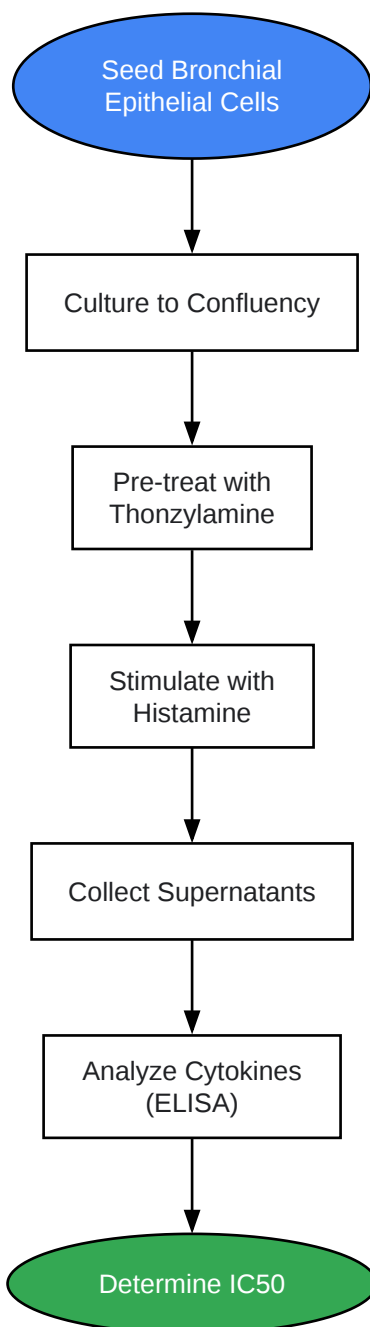 Seed Bronchial
Epithelial Cells
Culture to Confluency
Pre-treat with
Thonzylamine
Stimulate with
Histamine
Collect Supernatants
Analyze Cytokines
(ELISA)
Determine IC50